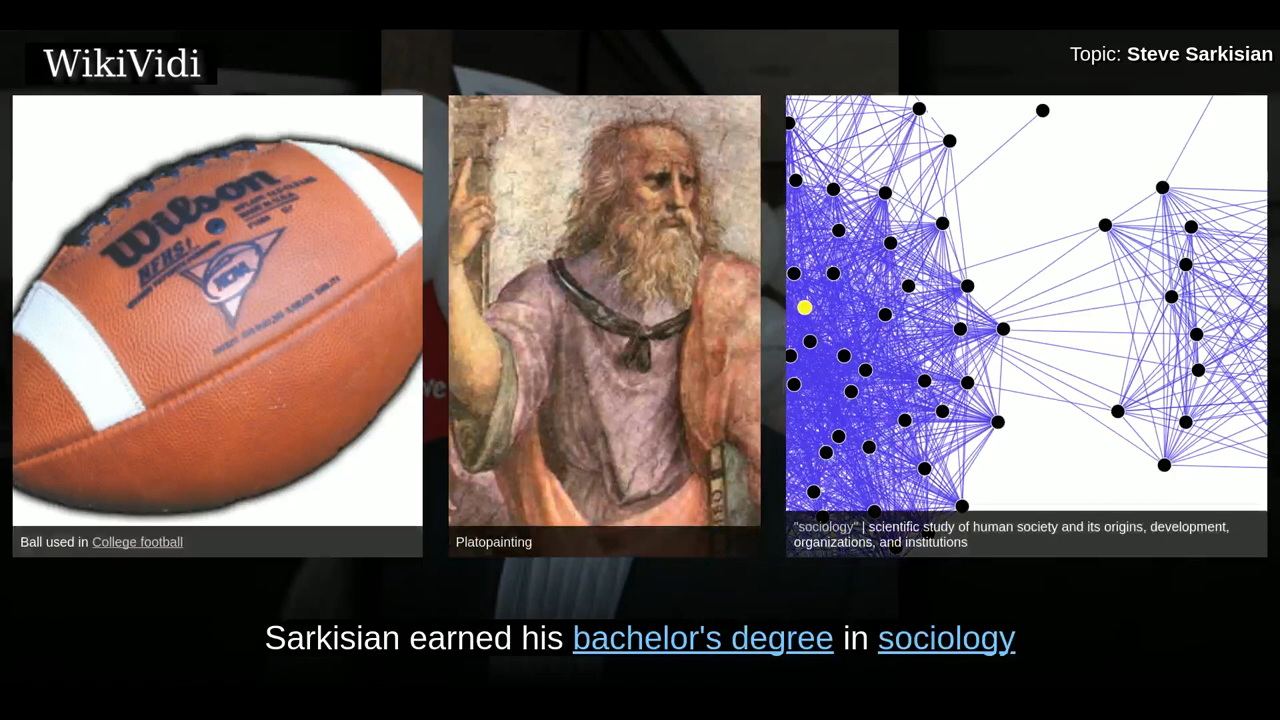 WikiVidi
Topic: Steve Sarkisian
Wilson
Ball used in College football
Platopainting
"sociology" | scientific study of human society and its origins, development,
organizations, and institutions
Sarkisian earned his bachelor's degree in sociology